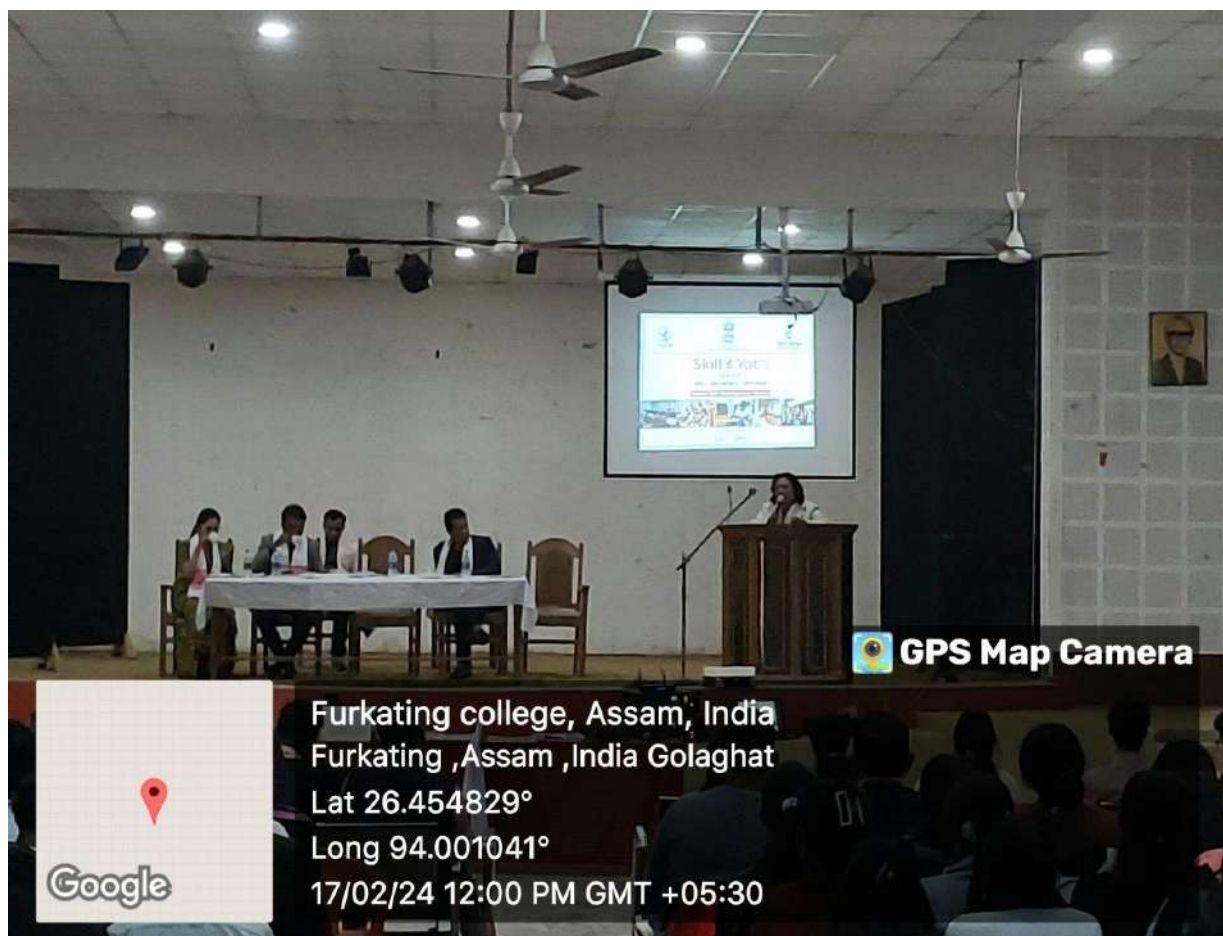 Skill
GPS Map Camera
Furkating college, Assam, India
Furkating ,Assam ,India Golaghat
Lat 26.454829°
Long 94.001041°
17/02/24 12:00 PM GMT +05:30
Google